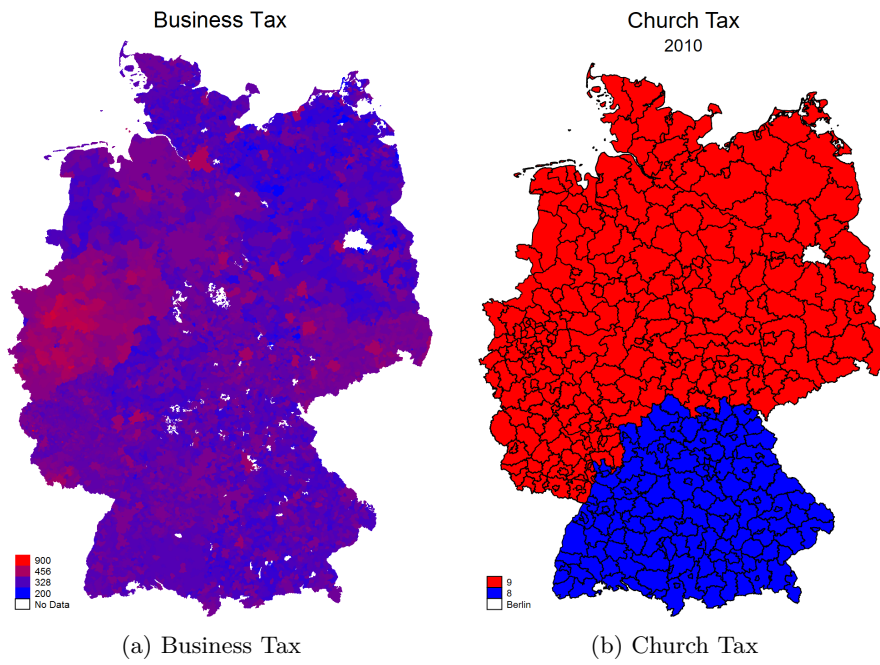 Business Tax
900
456
328
200
No Data
(a) Business Tax
Church Tax
2010
9
8
Berlin
(b) Church Tax